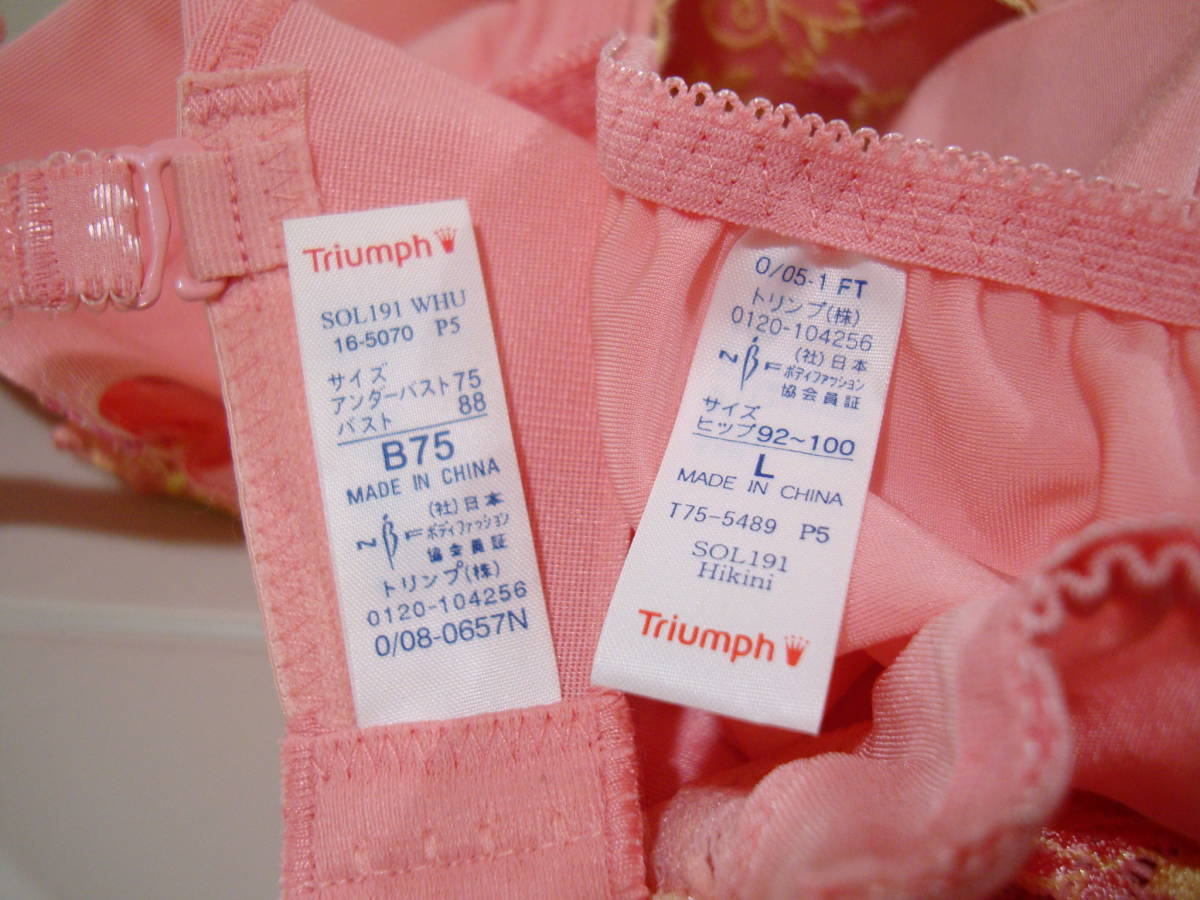 Triumph
SOL191 WHU
16-5070 P5
サイズ
アンダーバスト75
バスト 88
B75
MADE IN CHINA
(社)日本
NBF ボディファッション
協会員証
トリンプ(株)
0120-104256
0/08-0657N
0/05-1 FT
トリンプ(株)
0120-104256
(社)日本
NBF ボディファッション
協会員証
サイズ
ヒップ92~100
L
MADE IN CHINA
T75-5489 P5
SOL191
Hikini
Triumph